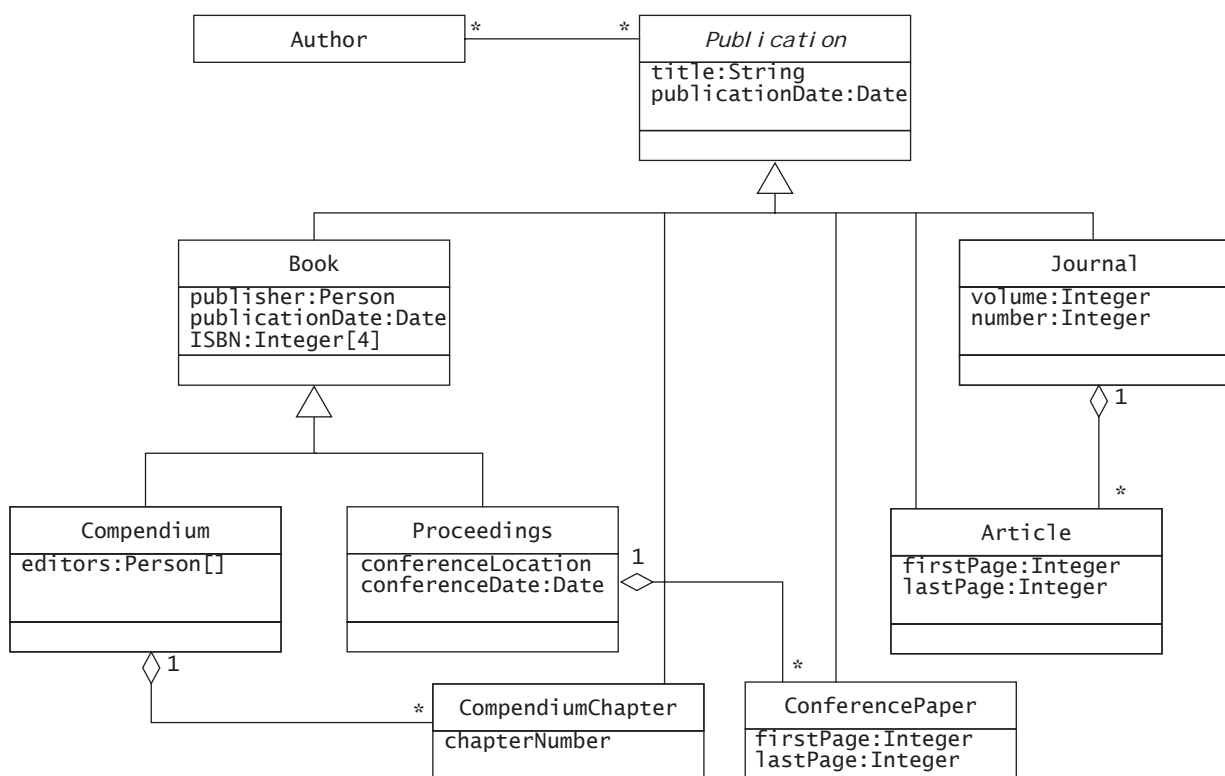 Author
*
*
Publication
title:String
publicationDate:Date
Book
publisher:Person
publicationDate:Date
ISBN:Integer[4]
Journal
volume:Integer
number:Integer
1
*
Compendium
editors:Person[]
Proceedings
conferenceLocation
conferenceDate:Date
1
Article
firstPage:Integer
lastPage:Integer
1
*
*
CompendiumChapter
chapterNumber
ConferencePaper
firstPage:Integer
lastPage:Integer